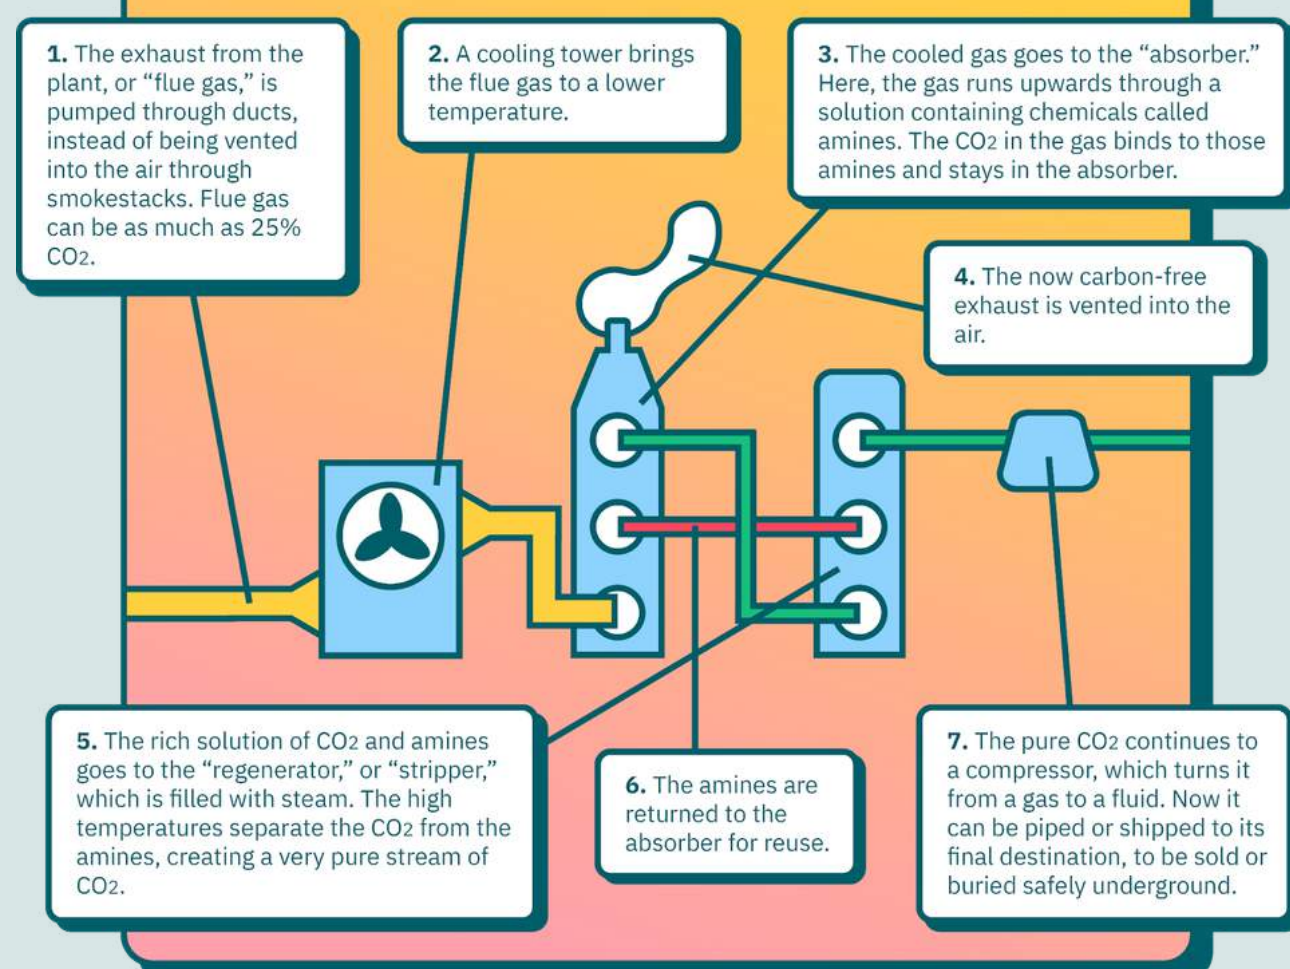 1. The exhaust from the
plant, or “flue gas,” is
pumped through ducts,
instead of being vented
into the air through
smokestacks. Flue gas
can be as much as 25%
CO2.
2. A cooling tower brings
the flue gas to a lower
temperature.
3. The cooled gas goes to the “absorber.”
Here, the gas runs upwards through a
solution containing chemicals called
amines. The CO2 in the gas binds to those
amines and stays in the absorber.
4. The now carbon-free
exhaust is vented into the
air.
5. The rich solution of CO2 and amines
goes to the “regenerator,” or “stripper,”
which is filled with steam. The high
temperatures separate the CO2 from the
amines, creating a very pure stream of
CO2.
6. The amines are
returned to the
absorber for reuse.
7. The pure CO2 continues to
a compressor, which turns it
from a gas to a fluid. Now it
can be piped or shipped to its
final destination, to be sold or
buried safely underground.